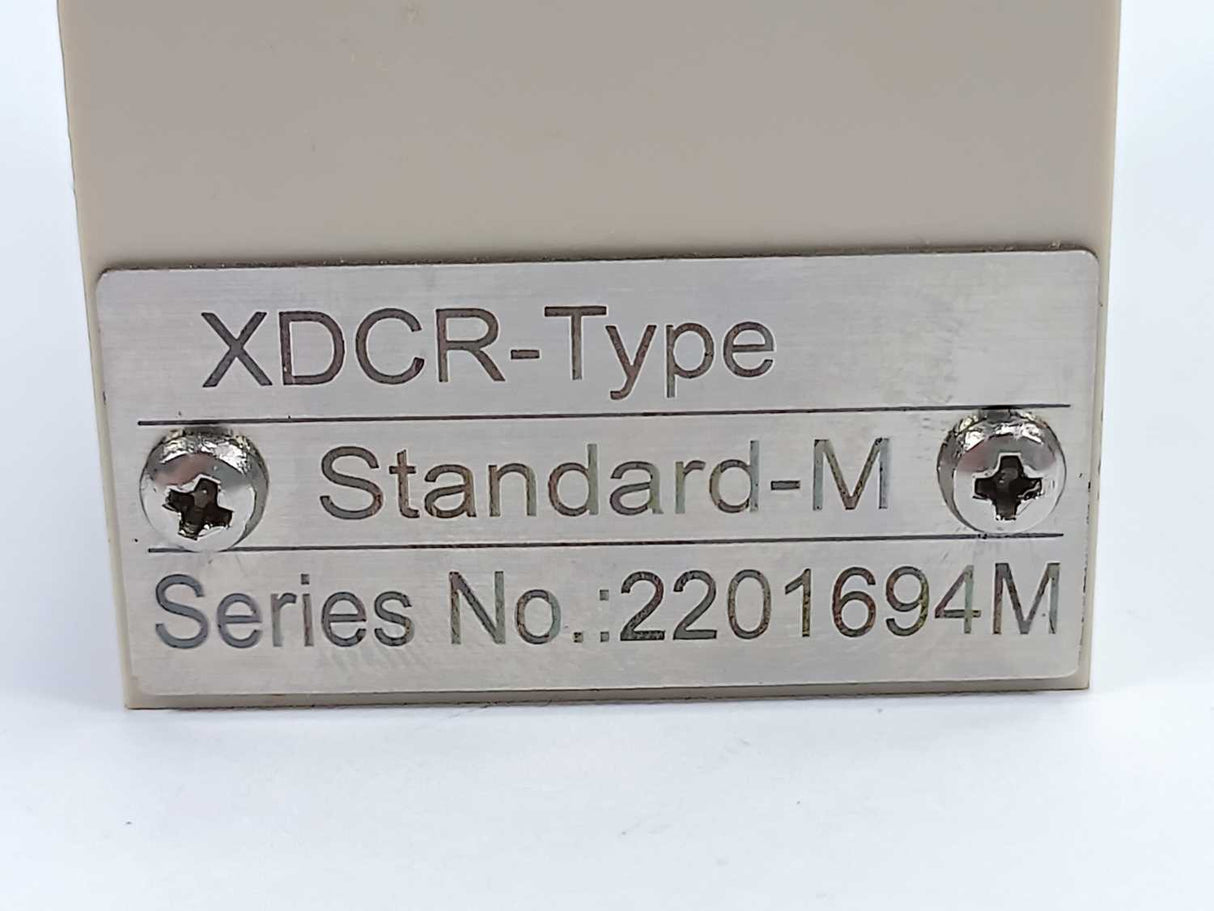 XDCR-Type
Standard-M
Series No.:2201694M